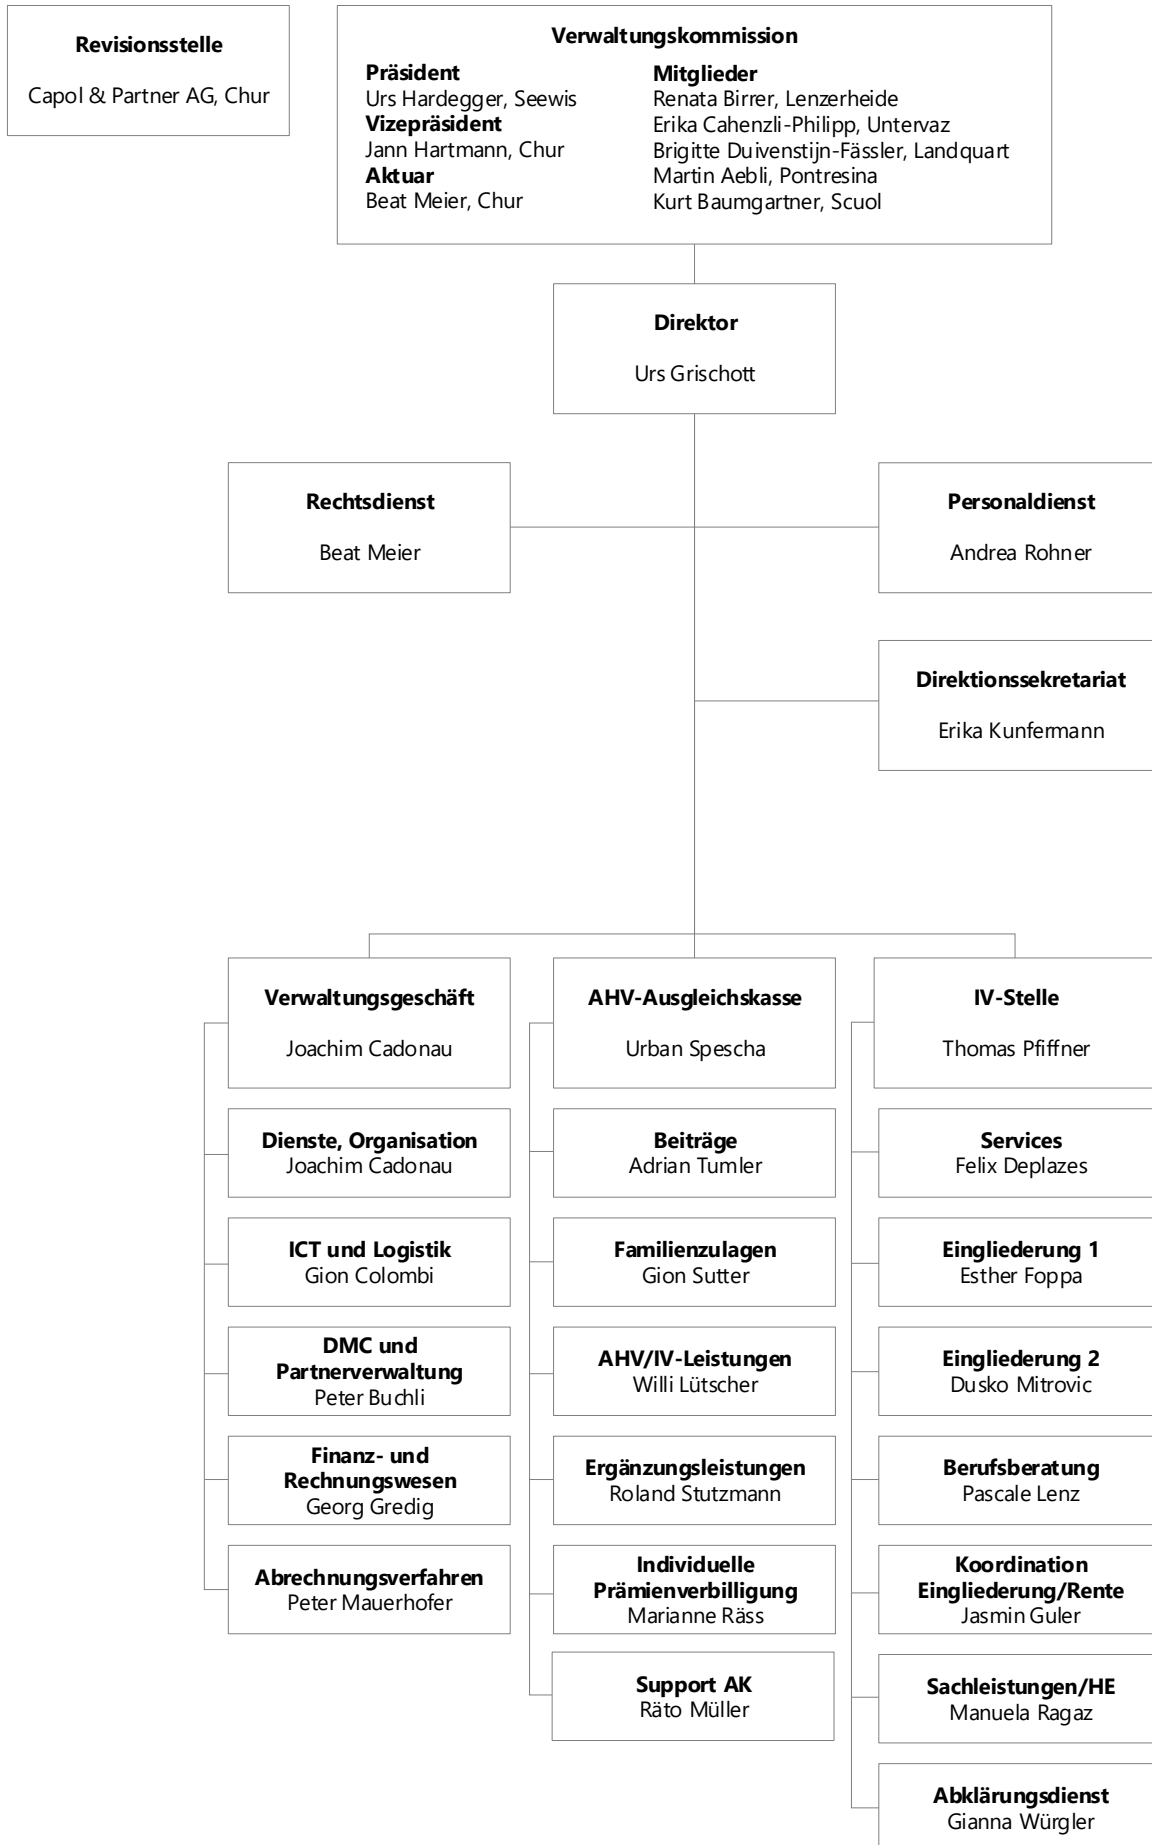 Revisionsstelle
Capol & Partner AG, Chur
Verwaltungskommission
Präsident
Urs Hardegger, Seewis
Vizepräsident
Jann Hartmann, Chur
Aktuar
Beat Meier, Chur
Mitglieder
Renata Birrer, Lenzerheide
Erika Cahenzli-Philipp, Untervaz
Brigitte Duivenstijn-Fässler, Landquart
Martin Aebli, Pontresina
Kurt Baumgartner, Scuol
Direktor
Urs Grischott
Rechtsdienst
Beat Meier
Personaldienst
Andrea Rohner
Direktionssekretariat
Erika Kunfermann
Verwaltungsgeschäft
Joachim Cadonau
Dienste, Organisation
Joachim Cadonau
ICT und Logistik
Gion Colombi
DMC und
Partnerverwaltung
Peter Buchli
Finanz- und
Rechnungswesen
Georg Gredig
Abrechnungsverfahren
Peter Mauerhofer
AHV-Ausgleichskasse
Urban Spescha
Beiträge
Adrian Tumler
Familienzulagen
Gion Sutter
AHV/IV-Leistungen
Willi Lütscher
Ergänzungsleistungen
Roland Stutzmann
Individuelle
Prämienverbilligung
Marianne Räss
Support AK
Räto Müller
IV-Stelle
Thomas Pfiffner
Services
Felix Deplazes
Eingliederung 1
Esther Foppa
Eingliederung 2
Dusko Mitrovic
Berufsberatung
Pascale Lenz
Koordination
Eingliederung/Rente
Jasmin Guler
Sachleistungen/HE
Manuela Ragaz
Abklärungsdienst
Gianna Würgler